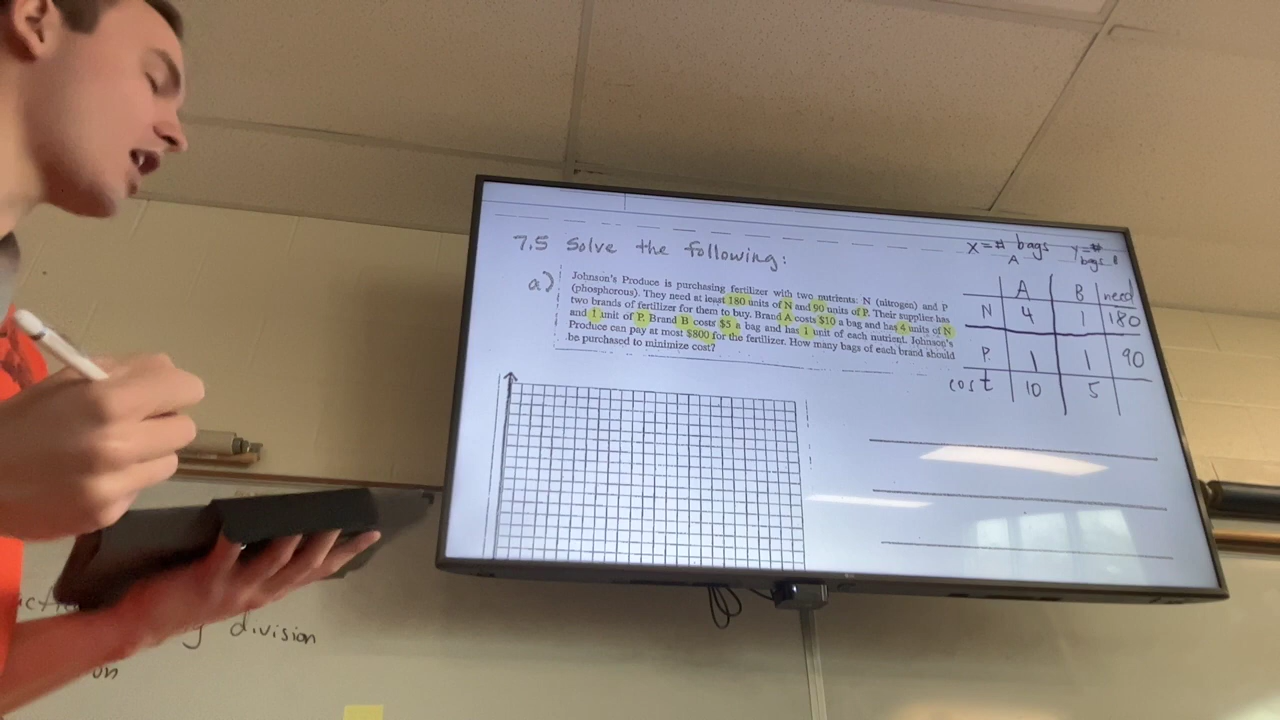 7.5 Solve the following:
a)
Johnson's Produce is purchasing fertilizer with two nutrients: N (nitrogen) and P
(phosphorous). They need at least 180 units of N and 90 units of P. Their supplier has
two brands of fertilizer for them to buy. Brand A costs $10 a bag and has 4 units of N
and 1 unit of P. Brand B costs $5 a bag and has 1 unit of each nutrient. Johnson's
Produce can pay at most $800 for the fertilizer. How many bags of each brand should
be purchased to minimize cost?
X=# bags A
Y=# bags B
A B need
N 4 1 180
P 1 1 90
cost 10 5
division